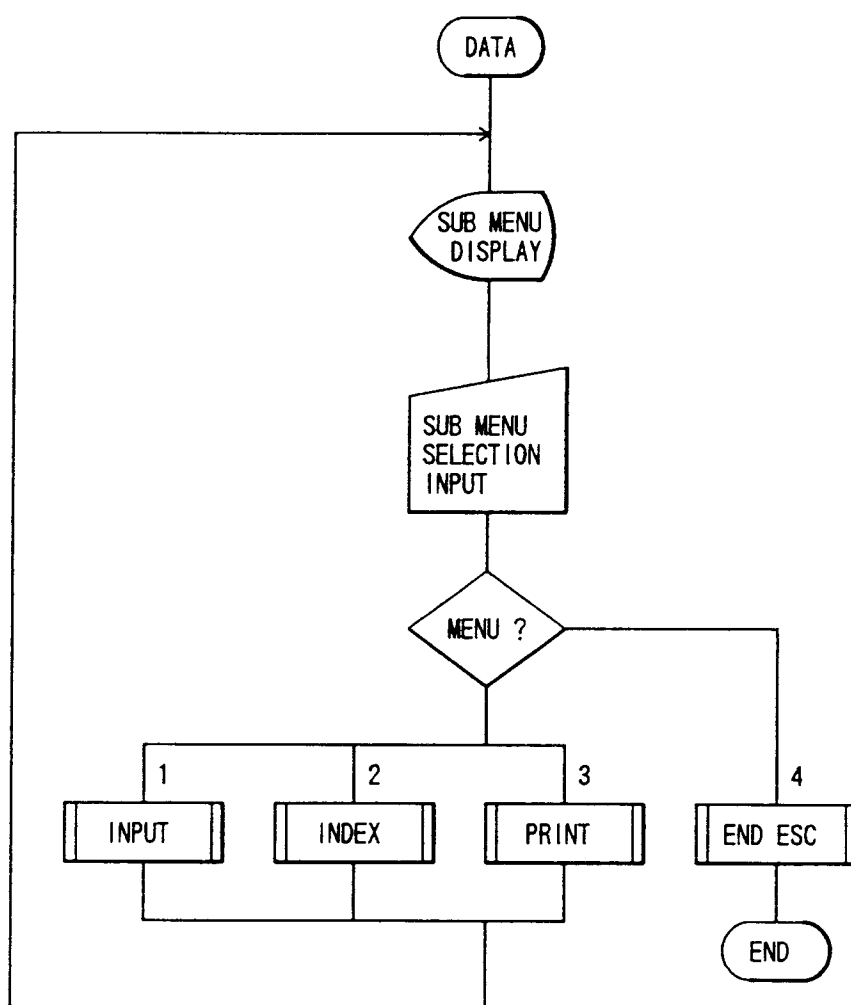 DATA
SUB MENU
DISPLAY
SUB MENU
SELECTION
INPUT
MENU ?
1
2
3
4
INPUT
INDEX
PRINT
END ESC
END